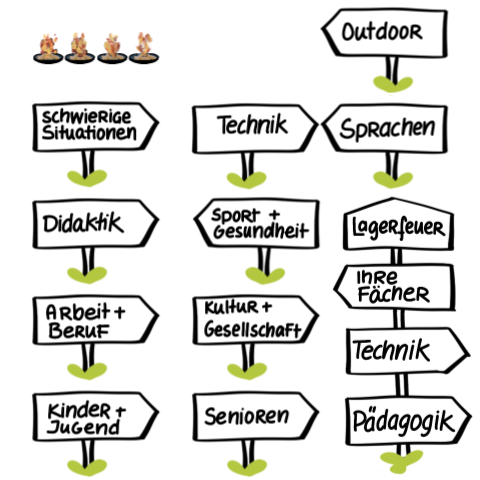 Outdoor
Schwierige
Situationen
Technik
Sprachen
Didaktik
Sport +
Gesundheit
Lagerfeuer
Ihre
Fächer
Arbeit +
Beruf
Kultur +
Gesellschaft
Technik
Kinder +
Jugend
Senioren
Pädagogik